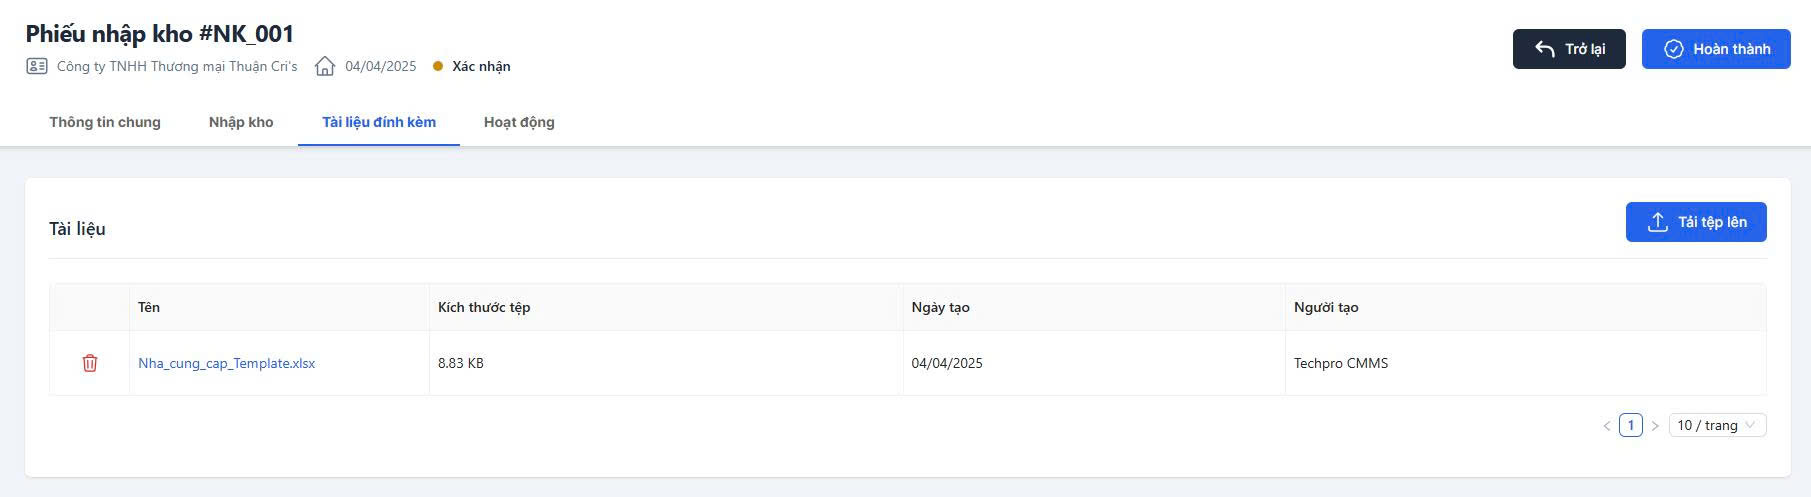 Phiếu nhập kho #NK_001
Trở lại
Hoàn thành
Công ty TNHH Thương mại Thuận Cri's 04/04/2025 Xác nhận
Thông tin chung Nhập kho Tài liệu đính kèm Hoạt động
Tài liệu
Tải tệp lên
Tên Kích thước tệp Ngày tạo Người tạo
Nha_cung_cap_Template.xlsx 8.83 KB 04/04/2025 Techpro CMMS
1 10 / trang